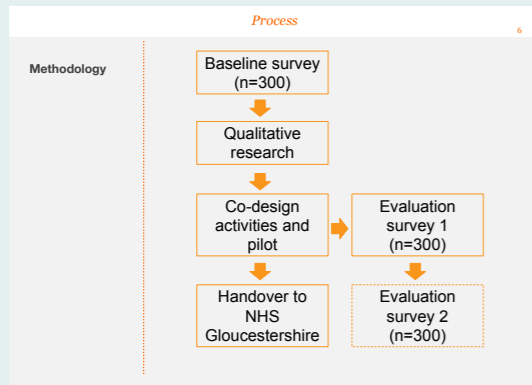 Process
6
Methodology
Baseline survey
(n=300)
Qualitative
research
Co-design
activities and
pilot
Evaluation
survey 1
(n=300)
Handover to
NHS
Gloucestershire
Evaluation
survey 2
(n=300)